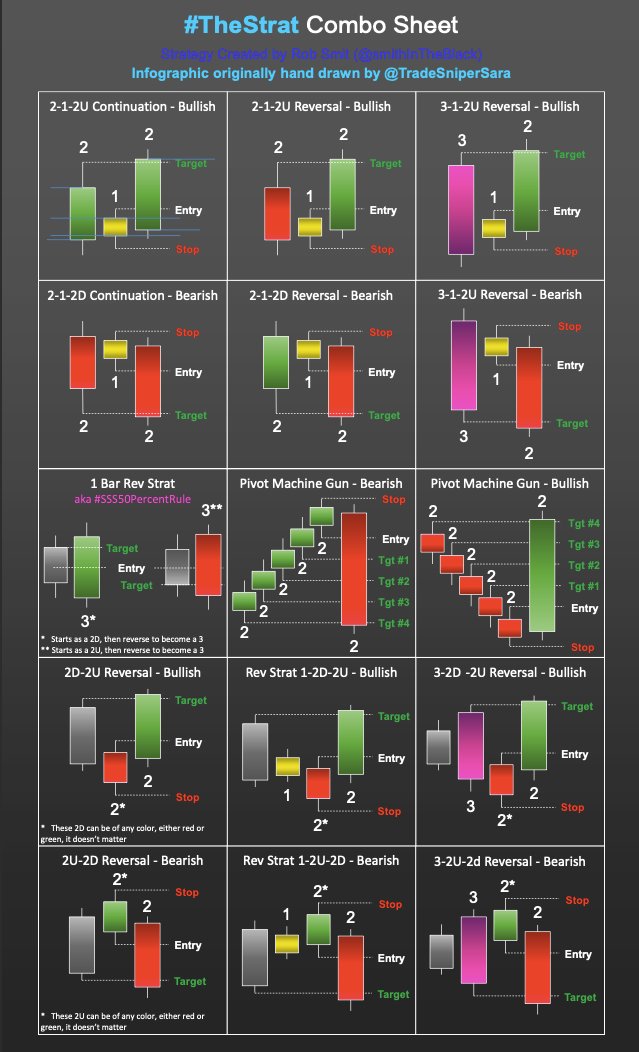 #TheStrat Combo Sheet
Strategy Created by Rob Smit (@smithInTheBlack)
Infographic originally hand drawn by @TradeSniperSara
2-1-2U Continuation - Bullish
2
2
1
Target
Entry
Stop
2-1-2U Reversal - Bullish
2
2
1
Target
Entry
Stop
3-1-2U Reversal - Bullish
3
2
1
Target
Entry
Stop
2-1-2D Continuation - Bearish
Stop
Entry
1
Target
2
2
2-1-2D Reversal - Bearish
Stop
Entry
1
Target
2
2
3-1-2U Reversal - Bearish
Stop
Entry
1
Target
3
2
1 Bar Rev Strat
aka #SSS50PercentRule
3**
Target
Entry
Target
3*
* Starts as a 2D, then reverse to become a 3
** Starts as a 2U, then reverse to become a 3
Pivot Machine Gun - Bearish
Stop
Entry
2
Tgt #1
2
Tgt #2
2
Tgt #3
2
Tgt #4
2
2
Pivot Machine Gun - Bullish
2
2
Tgt #4
2
Tgt #3
2
Tgt #2
2
Tgt #1
2
Entry
Stop
2D-2U Reversal - Bullish
Target
Entry
2
Stop
2*
* These 2D can be of any color, either red or
green, it doesn't matter
Rev Strat 1-2D-2U - Bullish
Target
Entry
1
2
Stop
2*
3-2D -2U Reversal - Bullish
Target
Entry
3
2
Stop
2*
2U-2D Reversal - Bearish
2*
Stop
2
Entry
Target
* These 2U can be of any color, either red or
green, it doesn't matter
Rev Strat 1-2U-2D - Bearish
2*
Stop
1
2
Entry
Target
3-2U-2d Reversal - Bearish
2*
3
Stop
2
Entry
Target